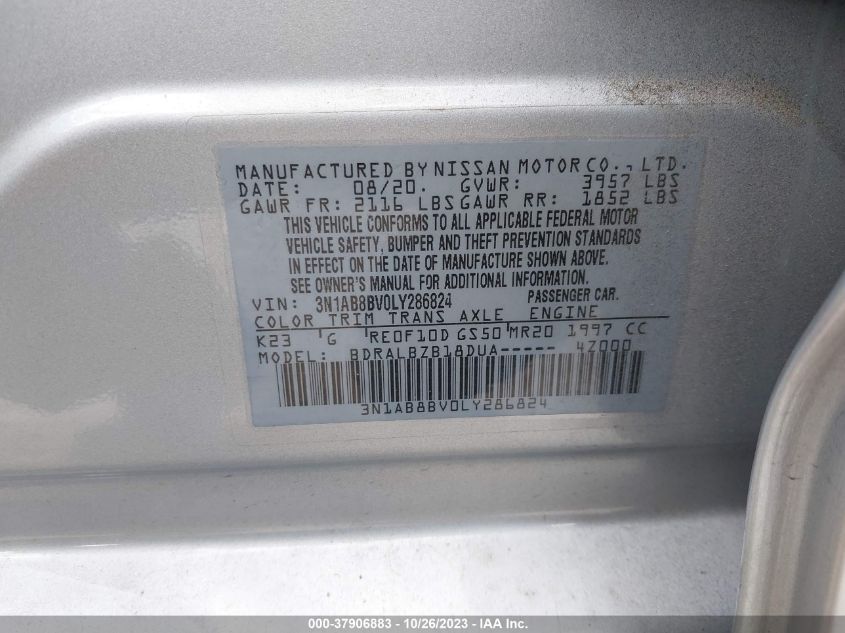 MANUFACTURED BY NISSAN MOTOR CO., LTD.
DATE: 08/20. GVWR: 3957 LBS
GAWR FR: 2116 LBS GAWR RR: 1852 LBS
THIS VEHICLE CONFORMS TO ALL APPLICABLE FEDERAL MOTOR
VEHICLE SAFETY, BUMPER AND THEFT PREVENTION STANDARDS
IN EFFECT ON THE DATE OF MANUFACTURE SHOWN ABOVE.
SEE OWNER'S MANUAL FOR ADDITIONAL INFORMATION.
VIN: 3N1AB8BV0LY286824 PASSENGER CAR.
COLOR TRIM TRANS AXLE ENGINE
K23 'G 'RE0F10D GS50 'MR20 1997 CC
MODEL: BDRALBZB18DUA----- 4Z000
3N1AB8BV0LY286824
000-37906883 - 10/26/2023 - IAAI Inc.